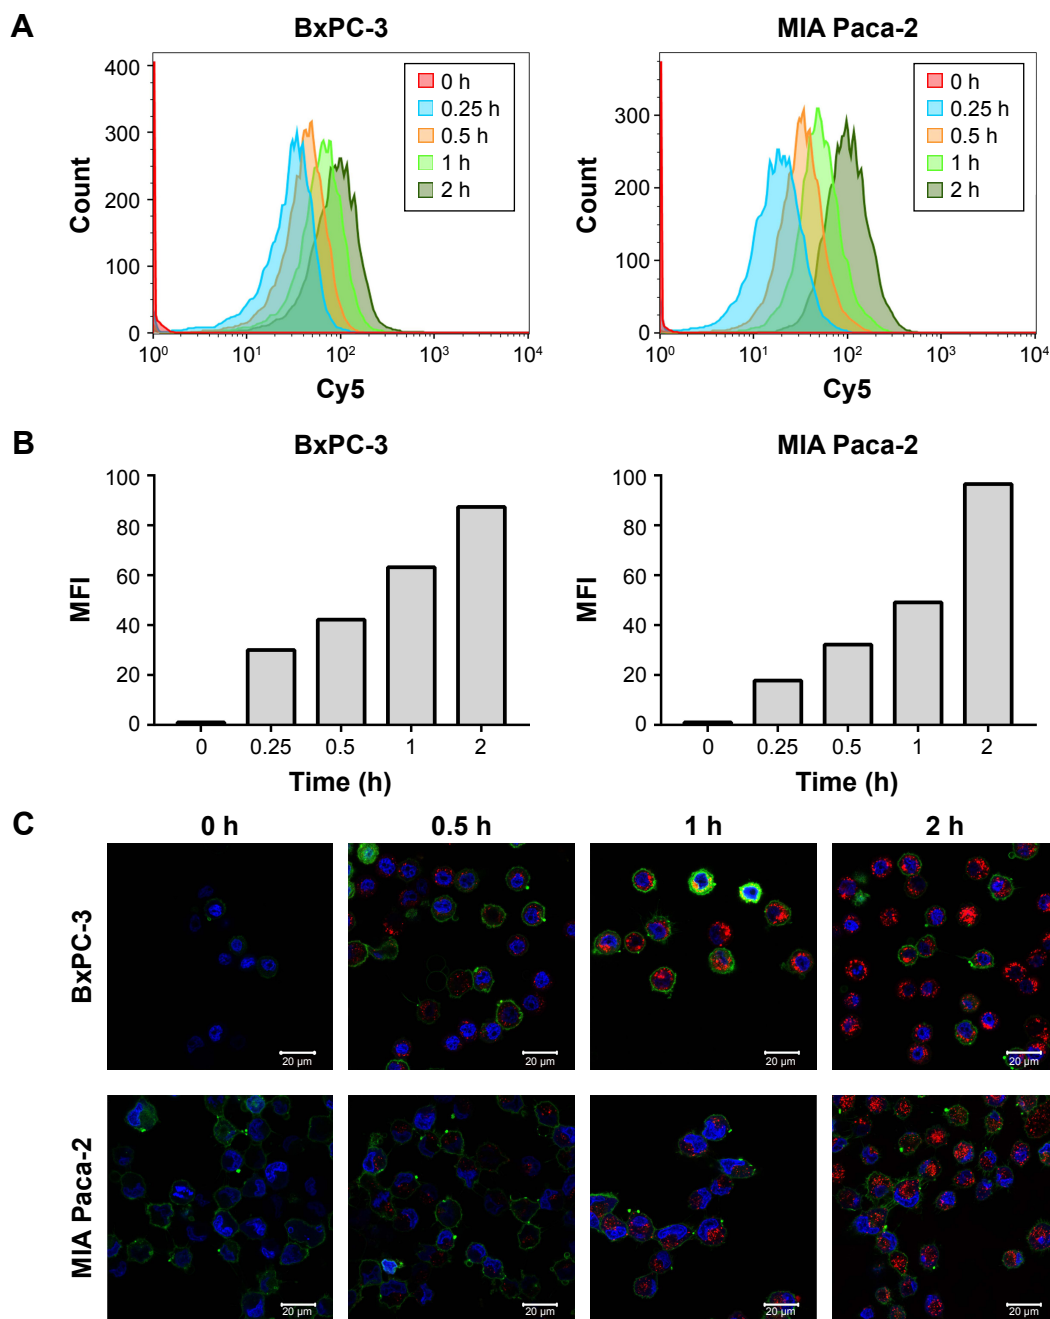 A
BxPC-3
MIA Paca-2
400
300
200
100
0
Count
0 h
0.25 h
0.5 h
1 h
2 h
10⁰
10¹
10²
10³
10⁴
Cy5
300
200
100
0
Count
0 h
0.25 h
0.5 h
1 h
2 h
10⁰
10¹
10²
10³
10⁴
Cy5
B
BxPC-3
MIA Paca-2
100
80
60
40
20
0
MFI
0
0.25
0.5
1
2
Time (h)
100
80
60
40
20
0
MFI
0
0.25
0.5
1
2
Time (h)
C
0 h
0.5 h
1 h
2 h
BxPC-3
20 µm
20 µm
20 µm
20 µm
MIA Paca-2
20 µm
20 µm
20 µm
20 µm